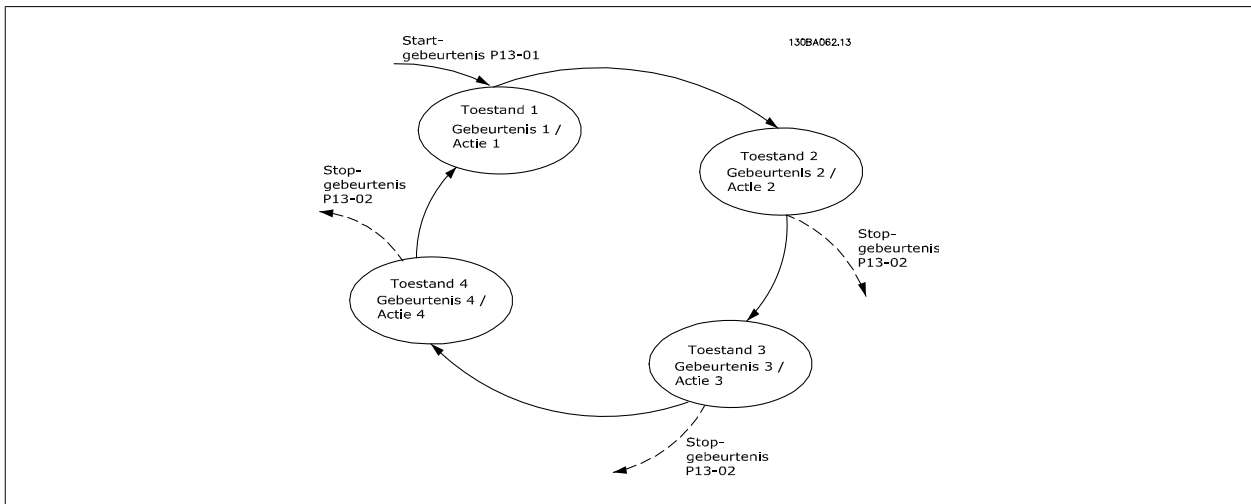 Start-
gebeurtenis P13-01
130BA062.13
Toestand 1
Gebeurtenis 1 /
Actie 1
Toestand 2
Gebeurtenis 2 /
Actie 2
Stop-
gebeurtenis
P13-02
Stop-
gebeurtenis
P13-02
Toestand 4
Gebeurtenis 4 /
Actie 4
Toestand 3
Gebeurtenis 3 /
Actie 3
Stop-
gebeurtenis
P13-02